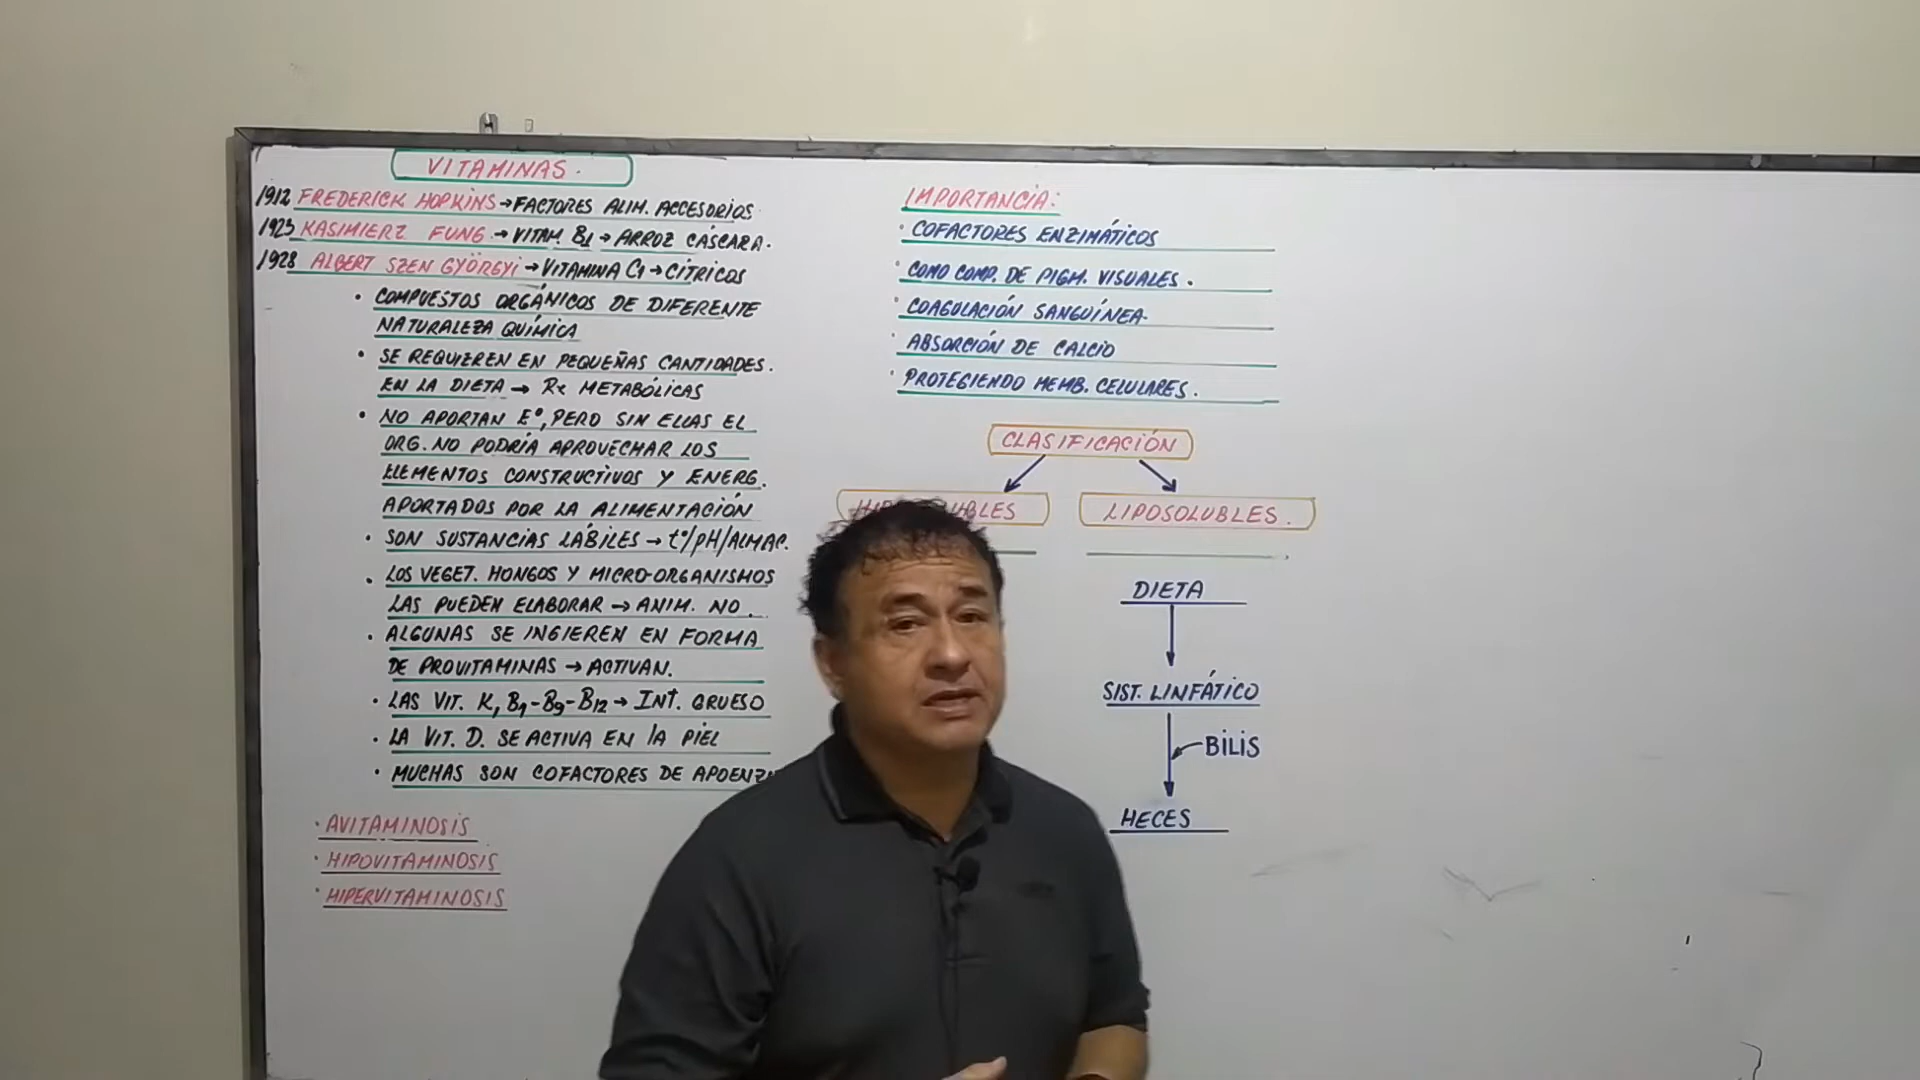 VITAMINAS.
1912 FREDERICK HOPKINS→FACTORES ALIM. ACCESORIOS.
1923 KASIMIERZ FUNG.→VITAM. B1→ARROZ CÁSCARA.
1928 ALBERT SZEN GYÖRGYI→VITAMINA C1→CÍTRICOS
• COMPUESTOS ORGÁNICOS DE DIFERENTE
NATURALEZA QUÍMICA
• SE REQUIEREN EN PEQUEÑAS CANTIDADES.
EN LA DIETA → Rx METABÓLICAS
• NO APORTAN Eº, PERO SIN ELLAS EL
ORG. NO PODRÍA APROVECHAR LOS
ELEMENTOS CONSTRUCTIVOS Y ENERG.
APORTADOS POR LA ALIMENTACIÓN
• SON SUSTANCIAS LÁBILES → tº/pH/ALMAC.
• LOS VEGET. HONGOS Y MICRO-ORGANISMOS
LAS PUEDEN ELABORAR → ANIM. NO.
• ALGUNAS SE INGIEREN EN FORMA
DE PROVITAMINAS → ACTIVAN.
• LAS VIT. K, B1-B9-B12 → INT. GRUESO
• LA VIT. D. SE ACTIVA EN LA PIEL
• MUCHAS SON COFACTORES DE
• AVITAMINOSIS
• HIPOVITAMINOSIS
• HIPERVITAMINOSIS
IMPORTANCIA:
• COFACTORES ENZIMÁTICOS
• COMO COMP. DE PIGM. VISUALES.
• COAGULACIÓN SANGUÍNEA.
• ABSORCIÓN DE CALCIO
• PROTEGIENDO MEMB. CELULARES.
CLASIFICACIÓN
LIPOSOLUBLES.
DIETA
SIST. LINFÁTICO
BILIS
HECES